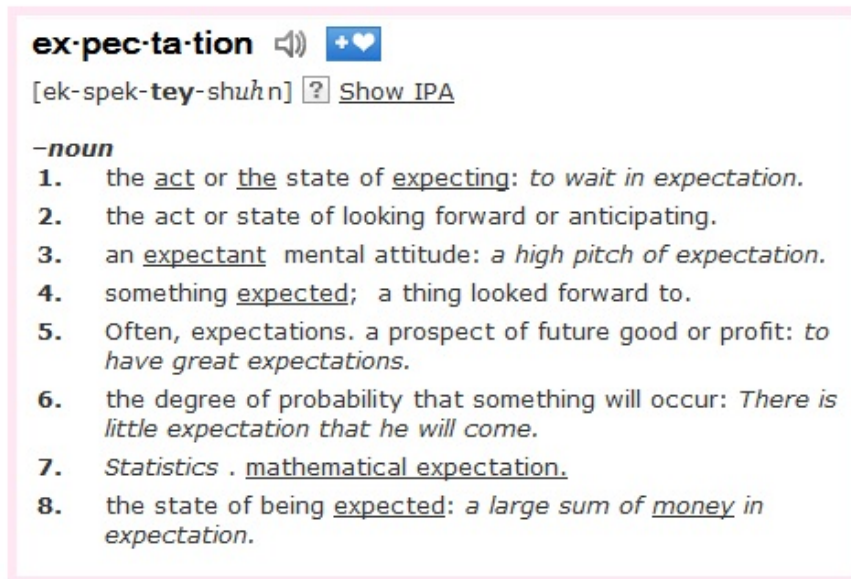 ex·pec·ta·tion
[ek-spek-tey-shuhn] ? Show IPA
–noun
1. the act or the state of expecting: to wait in expectation.
2. the act or state of looking forward or anticipating.
3. an expectant mental attitude: a high pitch of expectation.
4. something expected; a thing looked forward to.
5. Often, expectations. a prospect of future good or profit: to
have great expectations.
6. the degree of probability that something will occur: There is
little expectation that he will come.
7. Statistics . mathematical expectation.
8. the state of being expected: a large sum of money in
expectation.